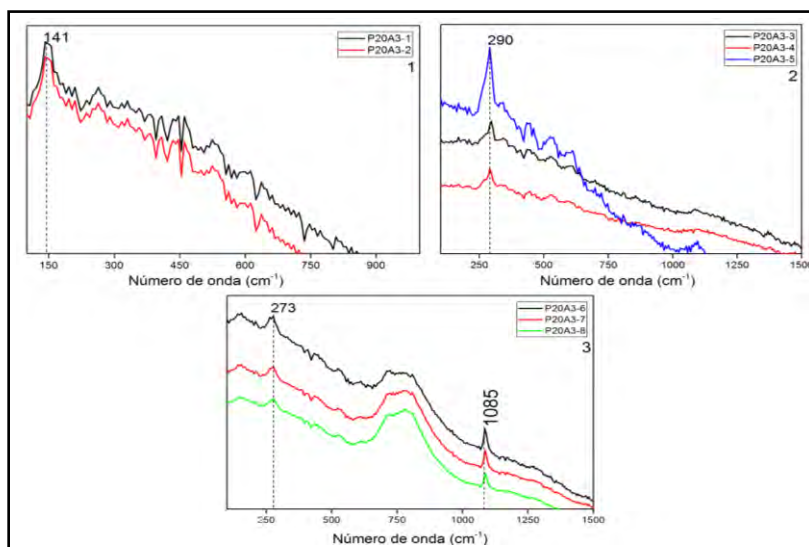 141
P20A3-1
P20A3-2
1
150 300 450 600 750 900
Número de onda (cm⁻¹)
290
P20A3-3
P20A3-4
P20A3-5
2
250 500 750 1000 1250 1500
Número de onda (cm⁻¹)
273
P20A3-6
P20A3-7
P20A3-8
3
1085
250 500 750 1000 1250 1500
Número de onda (cm⁻¹)